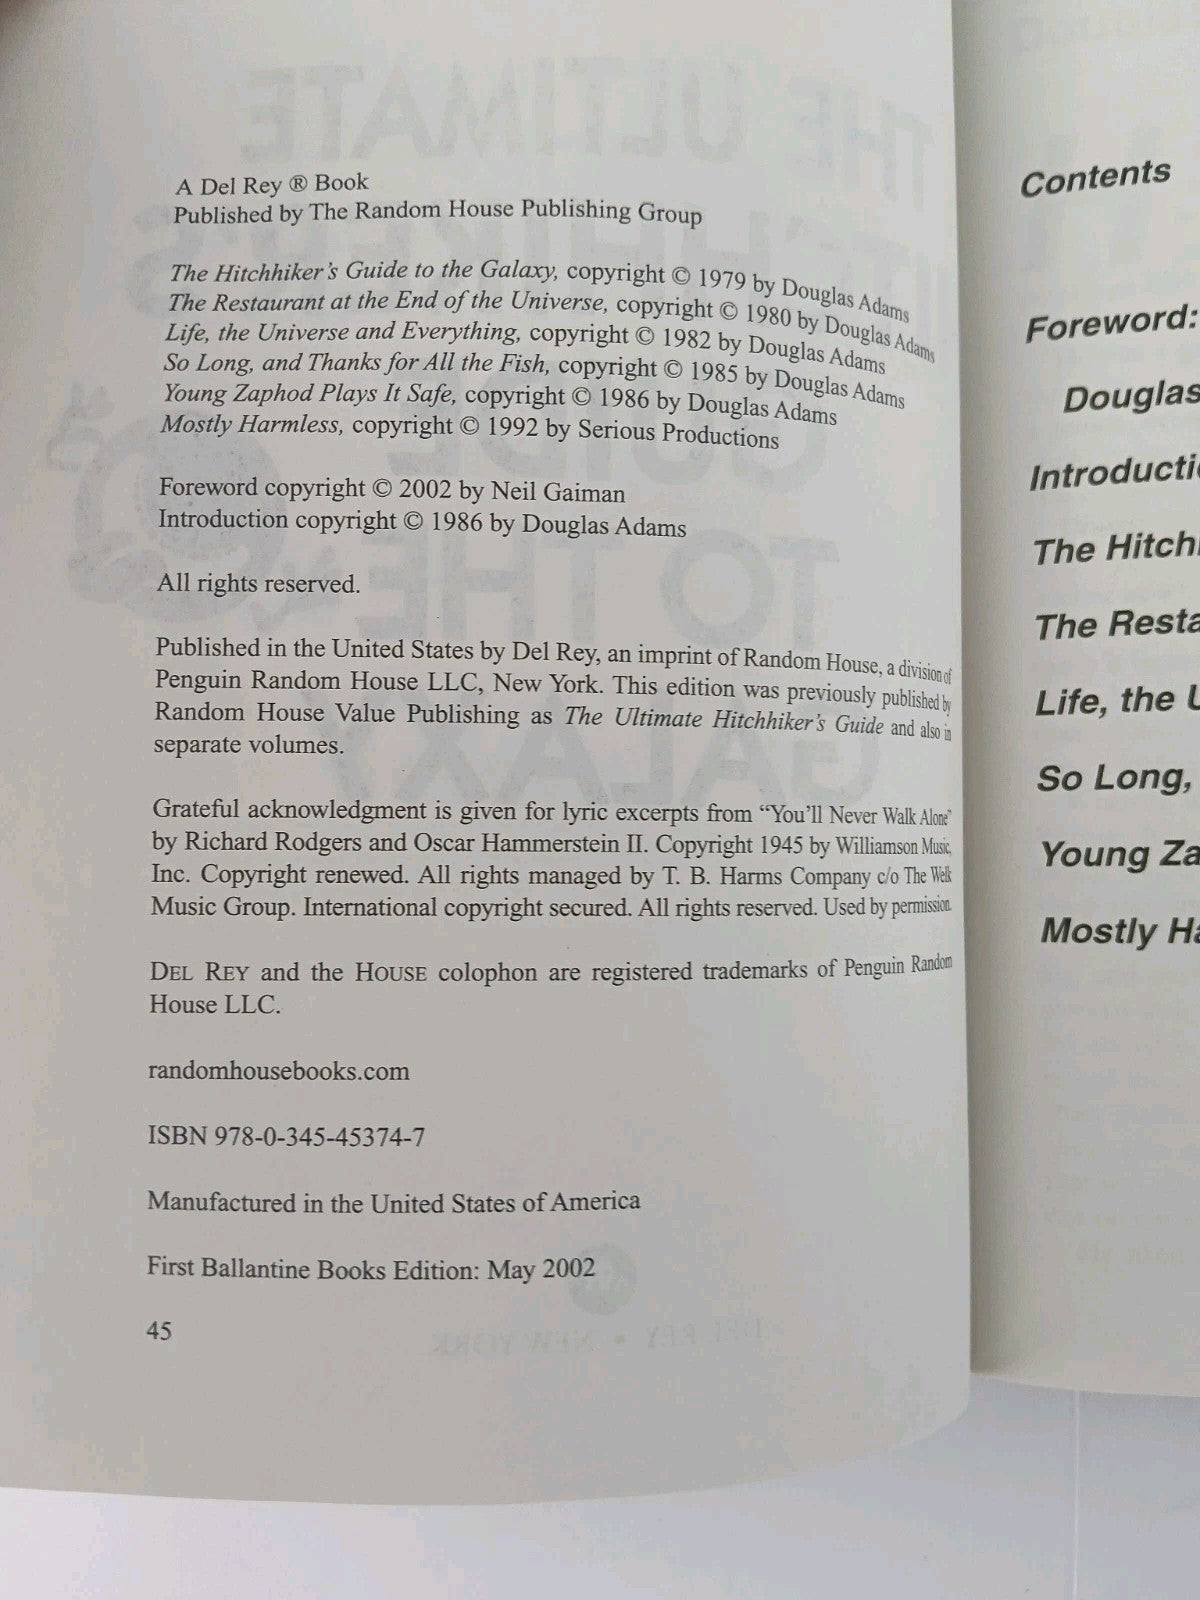 A Del Rey ® Book
Published by The Random House Publishing Group
The Hitchhiker's Guide to the Galaxy, copyright © 1979 by Douglas Adams
The Restaurant at the End of the Universe, copyright © 1980 by Douglas Adams
Life, the Universe and Everything, copyright © 1982 by Douglas Adams
So Long, and Thanks for All the Fish, copyright © 1985 by Douglas Adams
Young Zaphod Plays It Safe, copyright © 1986 by Douglas Adams
Mostly Harmless, copyright © 1992 by Serious Productions
Foreword copyright © 2002 by Neil Gaiman
Introduction copyright © 1986 by Douglas Adams
All rights reserved.
Published in the United States by Del Rey, an imprint of Random House, a division of
Penguin Random House LLC, New York. This edition was previously published by
Random House Value Publishing as The Ultimate Hitchhiker's Guide and also in
separate volumes.
Grateful acknowledgment is given for lyric excerpts from “You'll Never Walk Alone”
by Richard Rodgers and Oscar Hammerstein II. Copyright 1945 by Williamson Music,
Inc. Copyright renewed. All rights managed by T. B. Harms Company c/o The Welk
Music Group. International copyright secured. All rights reserved. Used by permission.
DEL REY and the HOUSE colophon are registered trademarks of Penguin Random
House LLC.
randomhousebooks.com
ISBN 978-0-345-45374-7
Manufactured in the United States of America
First Ballantine Books Edition: May 2002
45
Contents
Foreword:
Douglas
Introducti
The Hitchh
The Resta
Life, the U
So Long,
Young Za
Mostly Ha